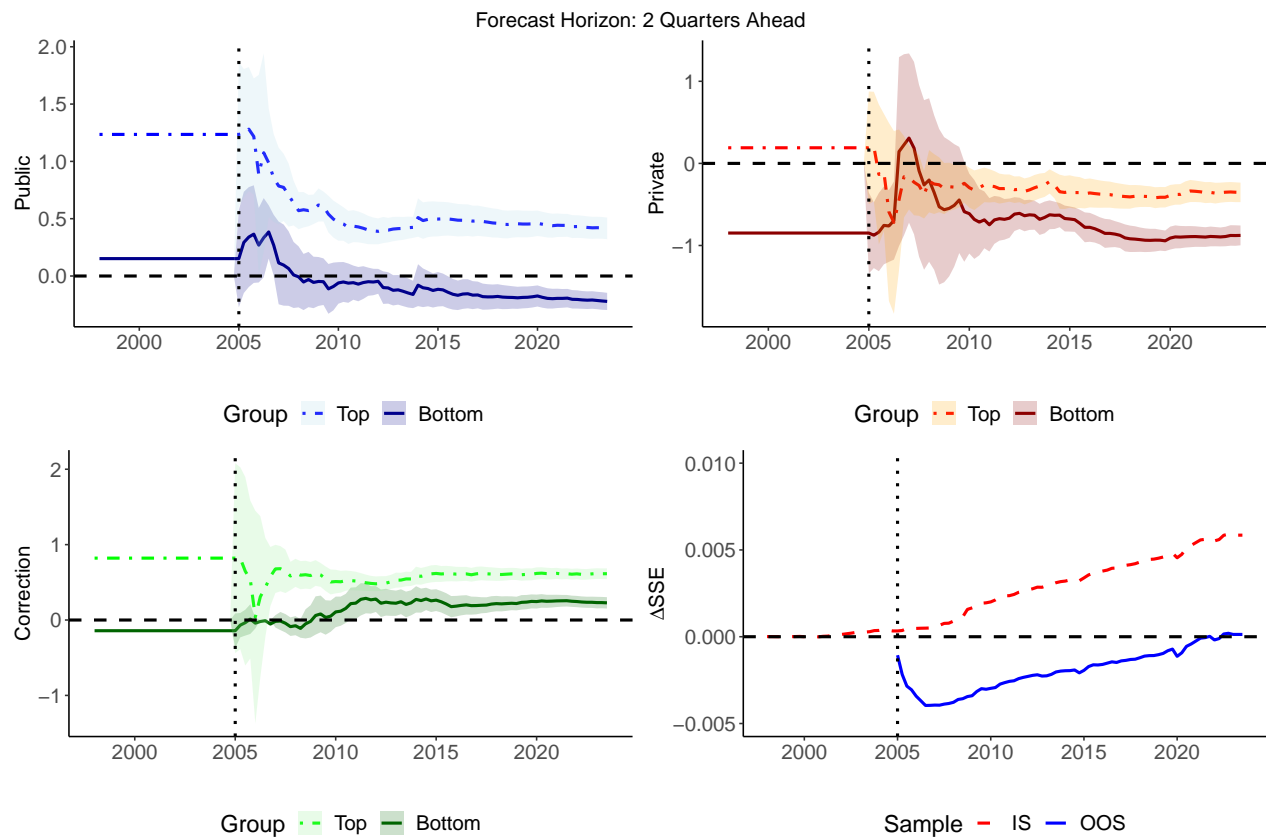 Forecast Horizon: 2 Quarters Ahead
Public
2.0
1.5
1.0
0.5
0.0
2000 2005 2010 2015 2020
Group Top Bottom
Private
1
0
−1
2000 2005 2010 2015 2020
Group Top Bottom
Correction
2
1
0
−1
2000 2005 2010 2015 2020
Group Top Bottom
ΔSSE
0.010
0.005
0.000
−0.005
2000 2005 2010 2015 2020
Sample IS OOS